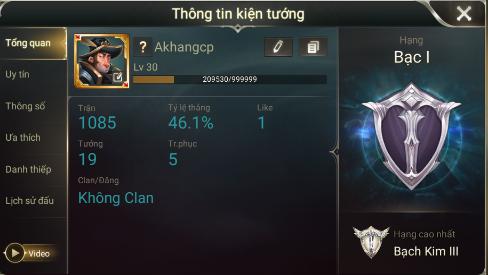 Thông tin kiện tướng
Tổng quan
Uy tín
Thông số
Ưa thích
Danh thiếp
Lịch sử đấu
Video
? Akhangcp
Lv 30
209530/999999
Trận Tỷ lệ thắng Like
1085 46.1% 1
Tướng Tr.phục
19 5
Clan/Đảng
Không Clan
Hạng
Bạc I
Hạng cao nhất
Bạch Kim III